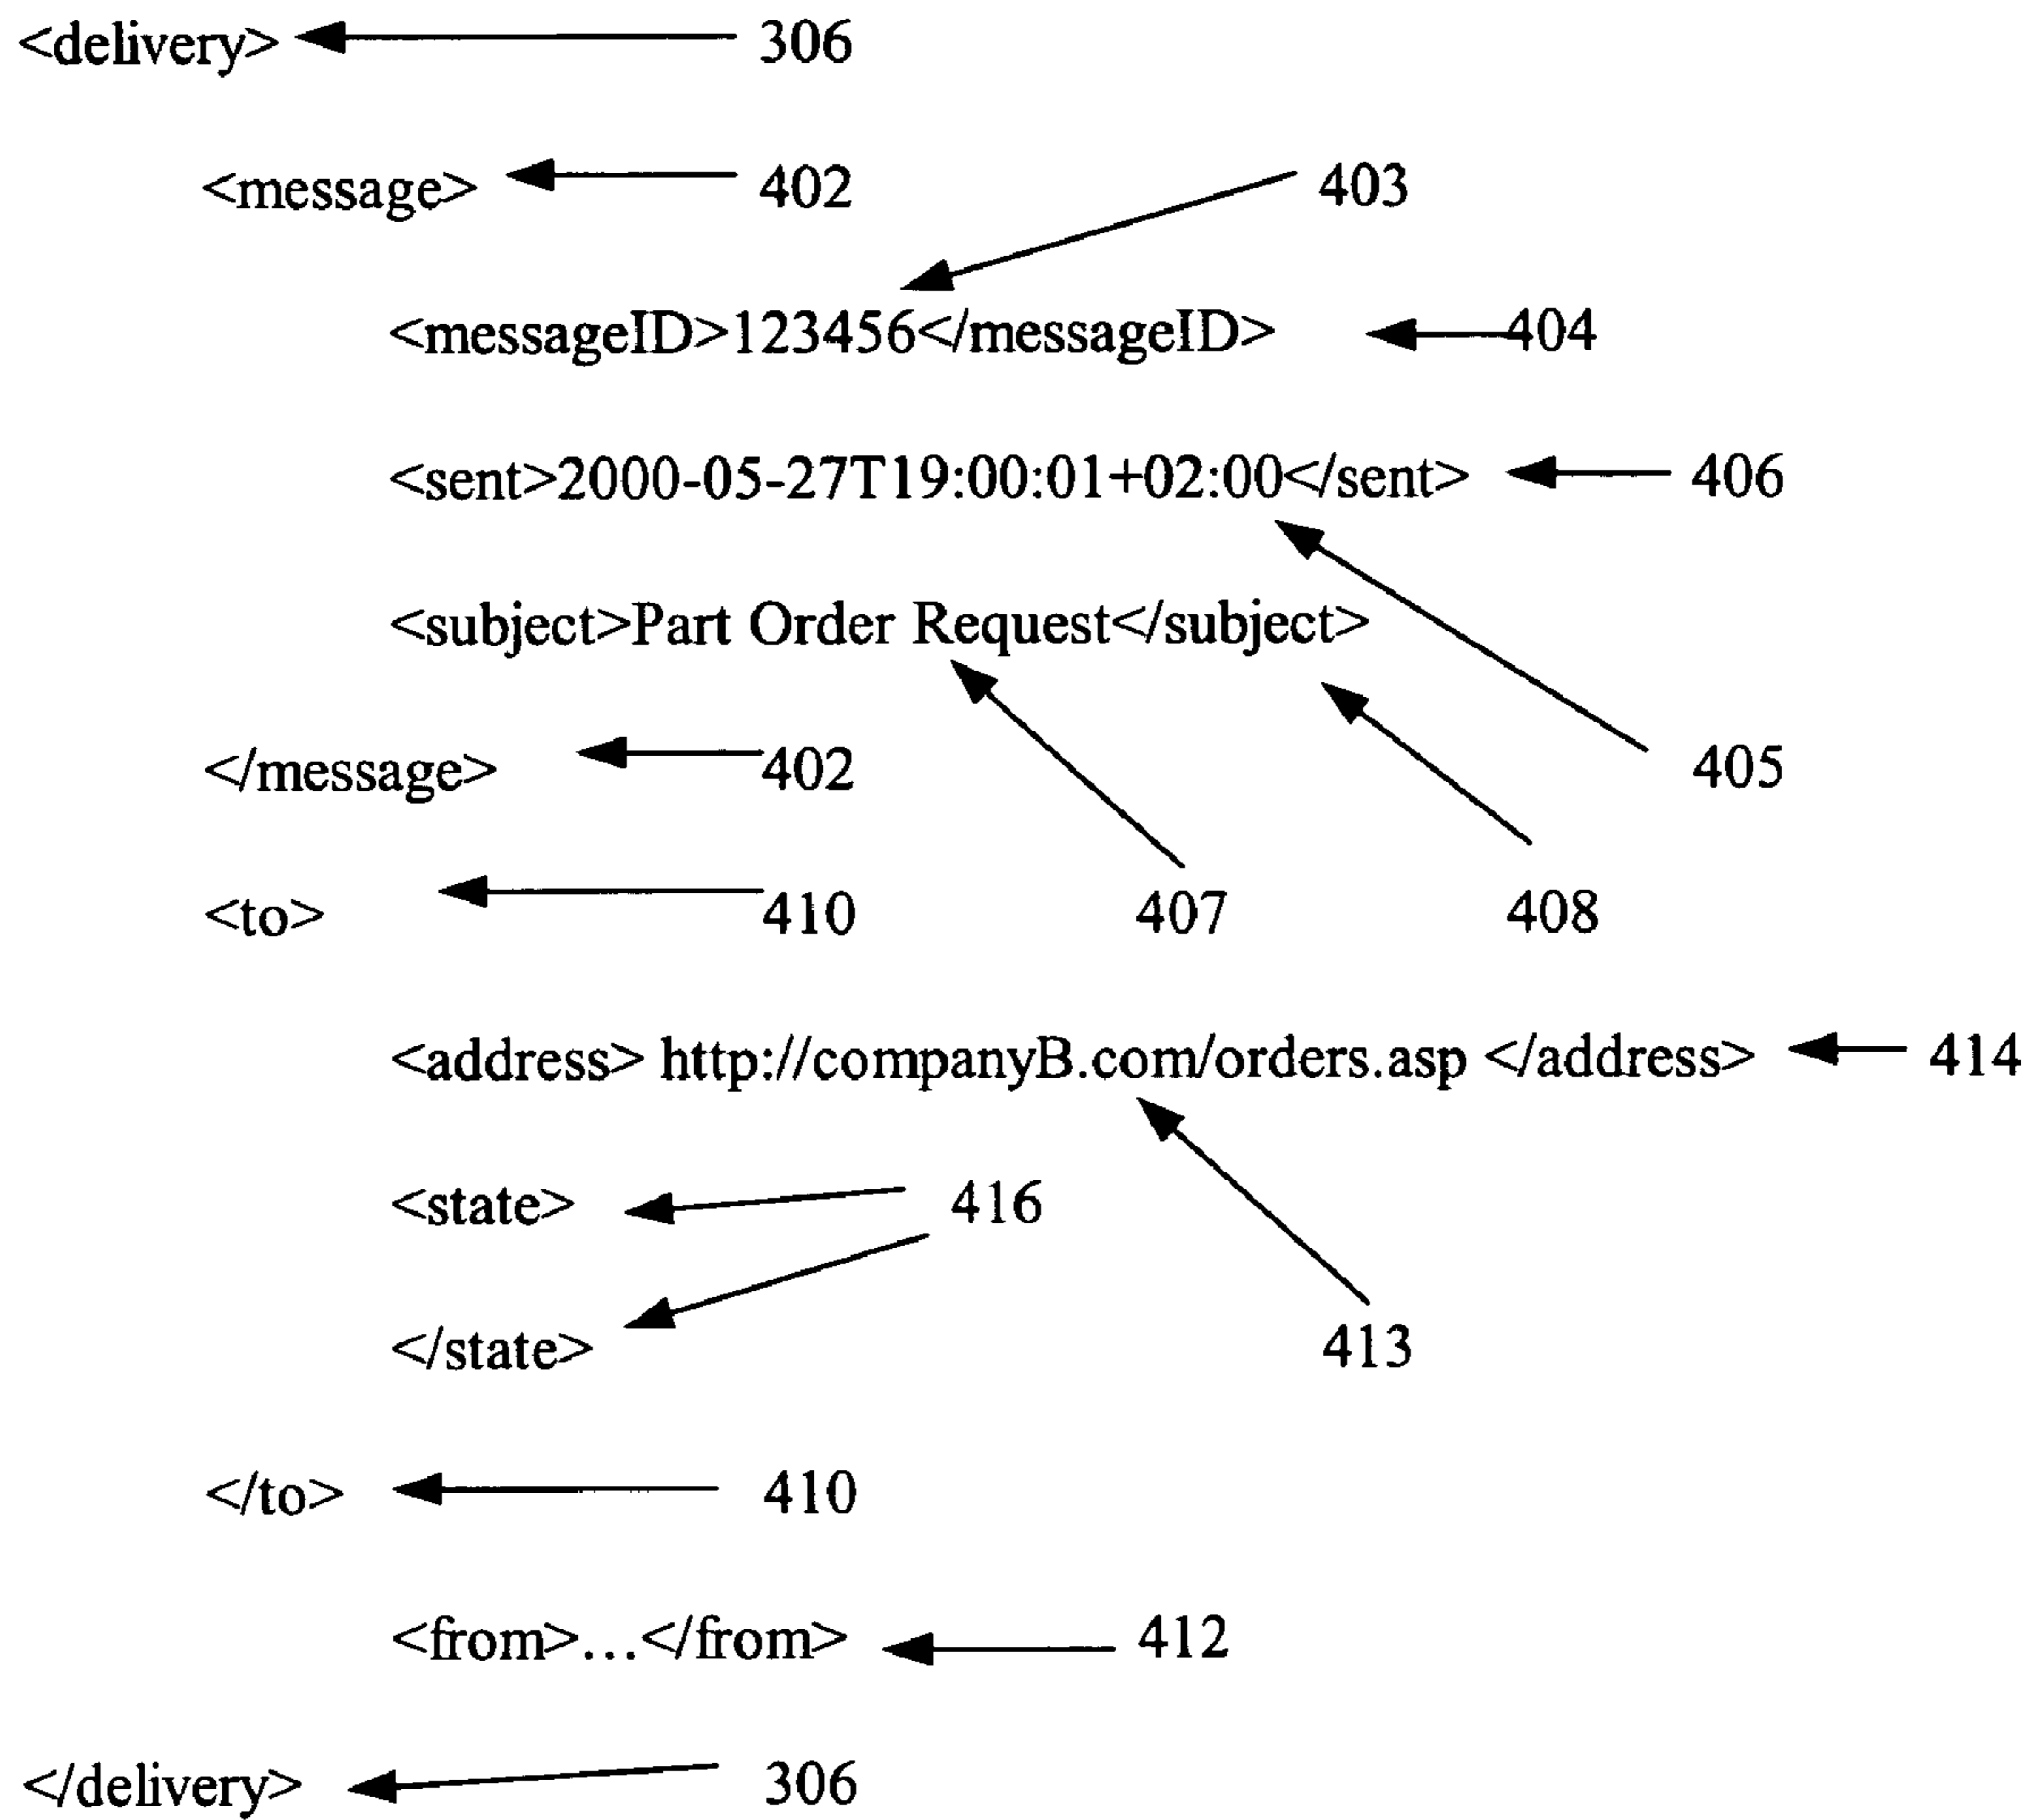 <delivery> 306
<message> 402 403
<messageID>123456</messageID> 404
<sent>2000-05-27T19:00:01+02:00</sent> 406
<subject>Part Order Request</subject>
</message> 402 405
<to> 410 407 408
<address> http://companyB.com/orders.asp </address> 414
<state> 416
</state> 413
</to> 410
<from>...</from> 412
</delivery> 306